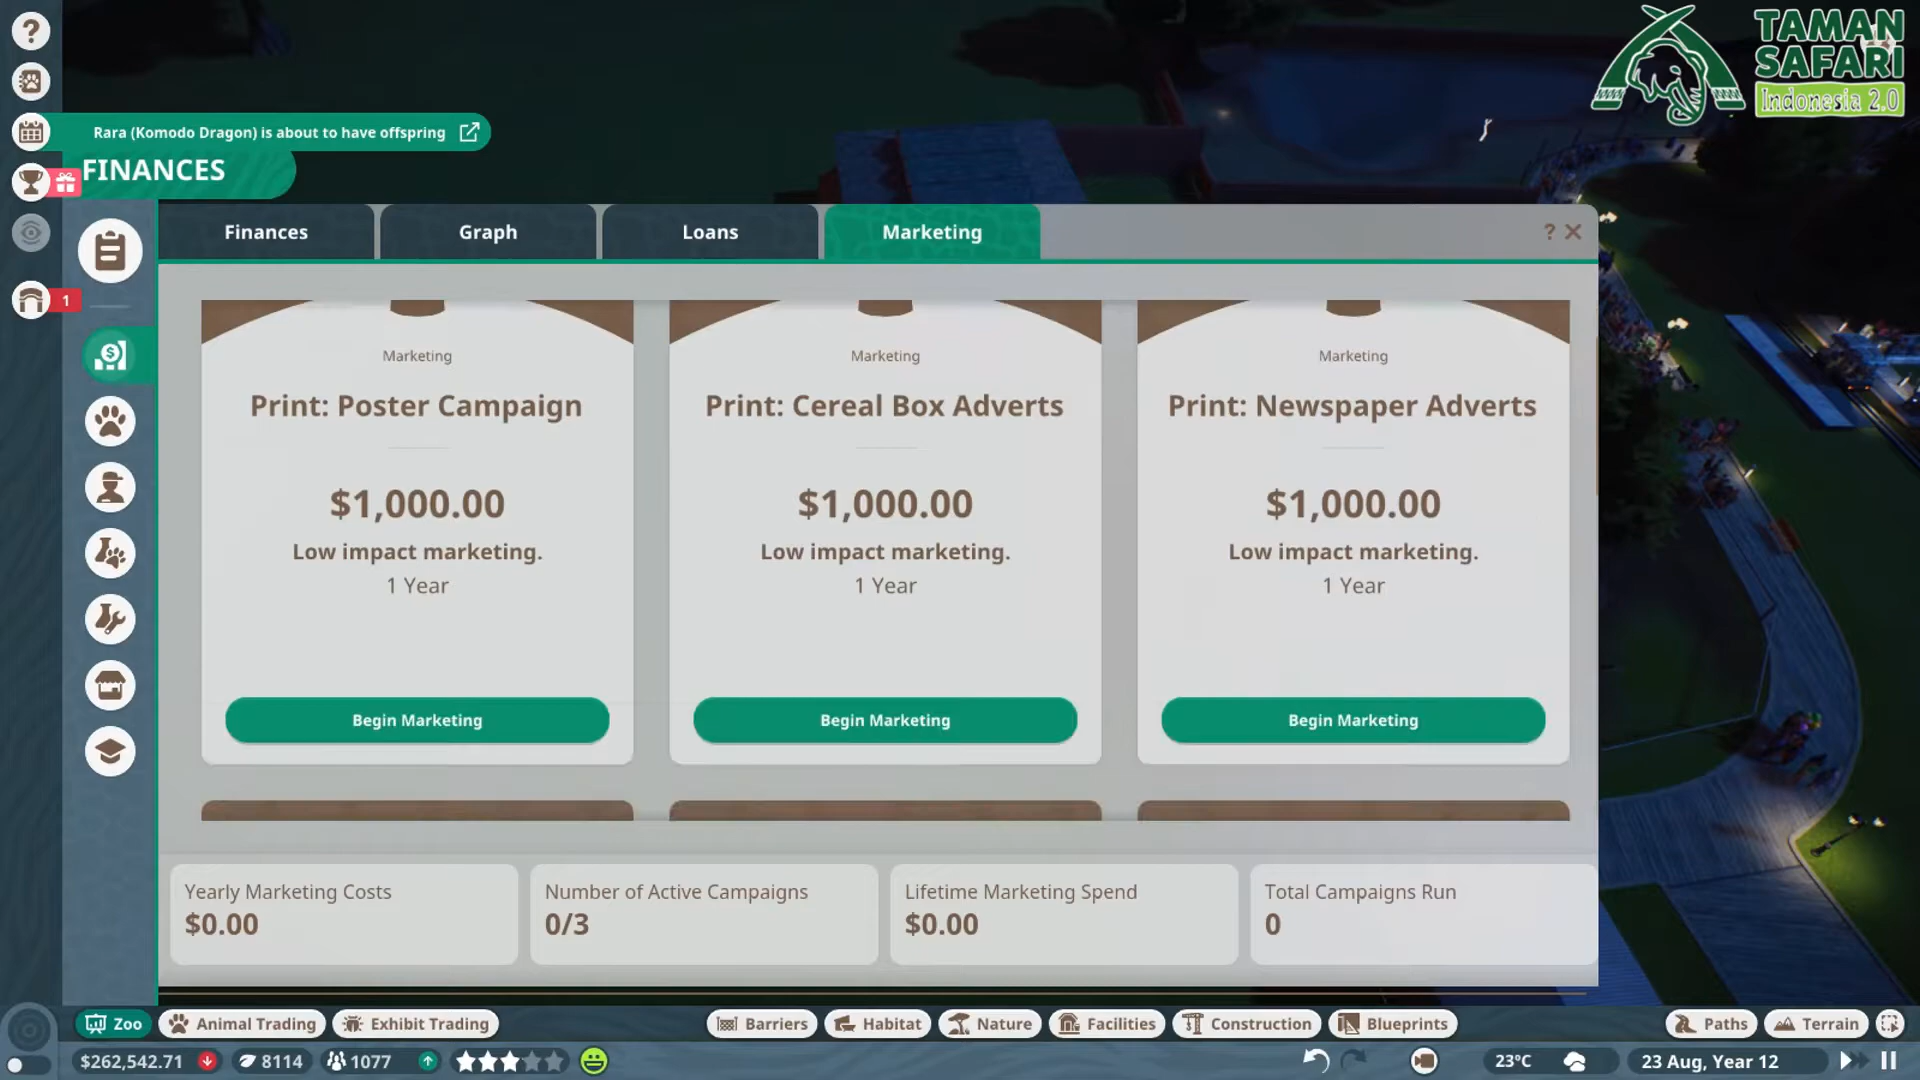 TAMAN
SAFARI
Indonesia 2.0
Rara (Komodo Dragon) is about to have offspring
FINANCES
1
Finances
Graph
Loans
Marketing
? ×
Marketing
Print: Poster Campaign
$1,000.00
Low impact marketing.
1 Year
Begin Marketing
Marketing
Print: Cereal Box Adverts
$1,000.00
Low impact marketing.
1 Year
Begin Marketing
Marketing
Print: Newspaper Adverts
$1,000.00
Low impact marketing.
1 Year
Begin Marketing
Yearly Marketing Costs
$0.00
Number of Active Campaigns
0/3
Lifetime Marketing Spend
$0.00
Total Campaigns Run
0
Zoo
Animal Trading
Exhibit Trading
Barriers
Habitat
Nature
Facilities
Construction
Blueprints
Paths
Terrain
$262,542.71
8114
1077
23°C
23 Aug, Year 12